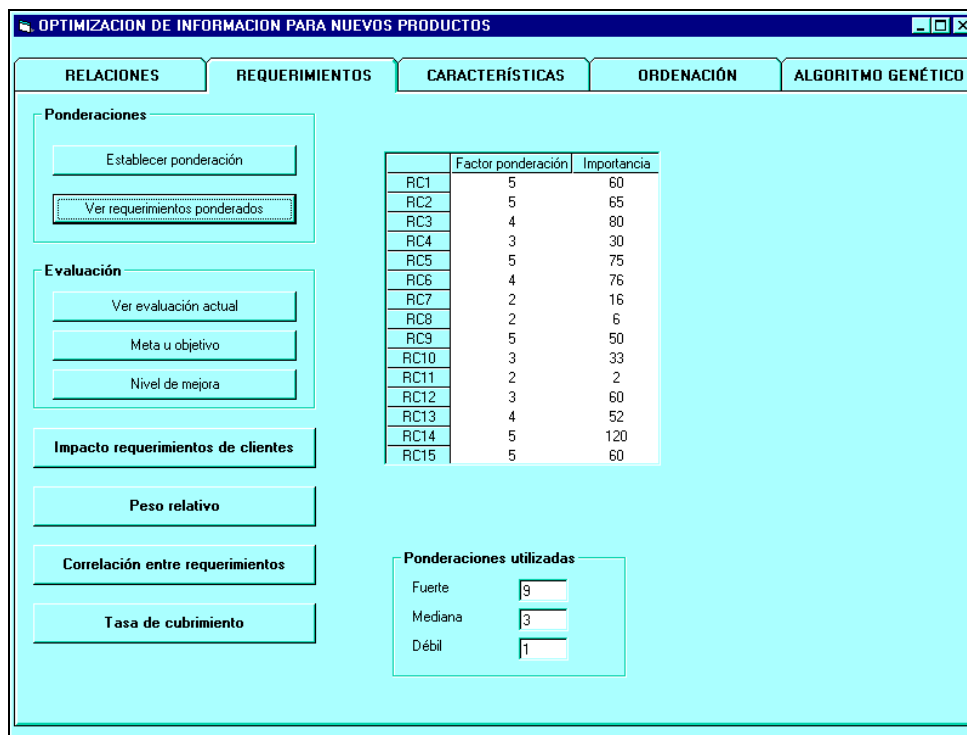 OPTIMIZACION DE INFORMACION PARA NUEVOS PRODUCTOS
RELACIONES REQUERIMIENTOS CARACTERÍSTICAS ORDENACIÓN ALGORITMO GENÉTICO
Ponderaciones
Establecer ponderación
Ver requerimientos ponderados
Evaluación
Ver evaluación actual
Meta u objetivo
Nivel de mejora
Impacto requerimientos de clientes
Peso relativo
Correlación entre requerimientos
Tasa de cubrimiento
Factor ponderación Importancia
RC1 5 60
RC2 5 65
RC3 4 80
RC4 3 30
RC5 5 75
RC6 4 76
RC7 2 16
RC8 2 6
RC9 5 50
RC10 3 33
RC11 2 2
RC12 3 60
RC13 4 52
RC14 5 120
RC15 5 60
Ponderaciones utilizadas
Fuerte 9
Mediana 3
Débil 1